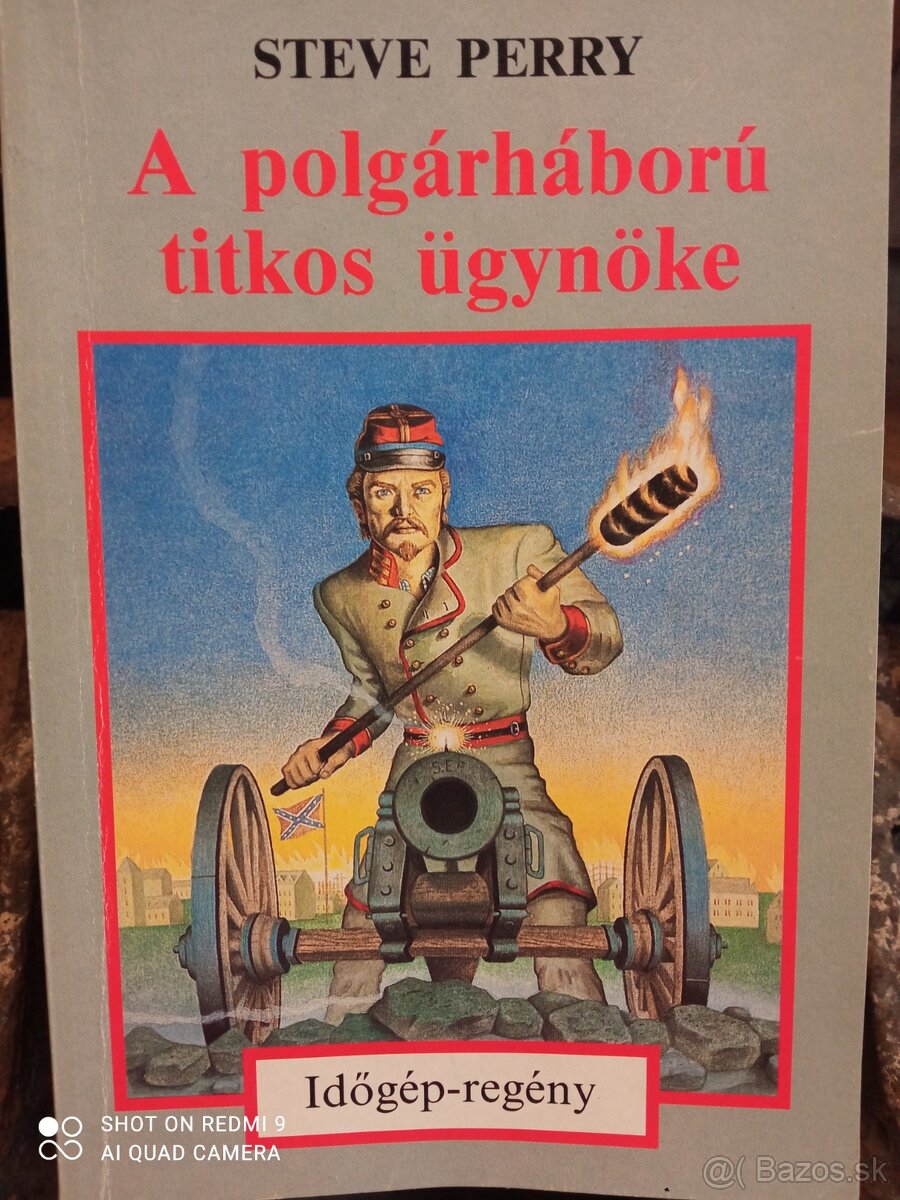 STEVE PERRY
A polgárháború
titkos ügynöke
S.E.P.
Időgép-regény
SHOT ON REDMI 9
AI QUAD CAMERA
@( Bazos.sk